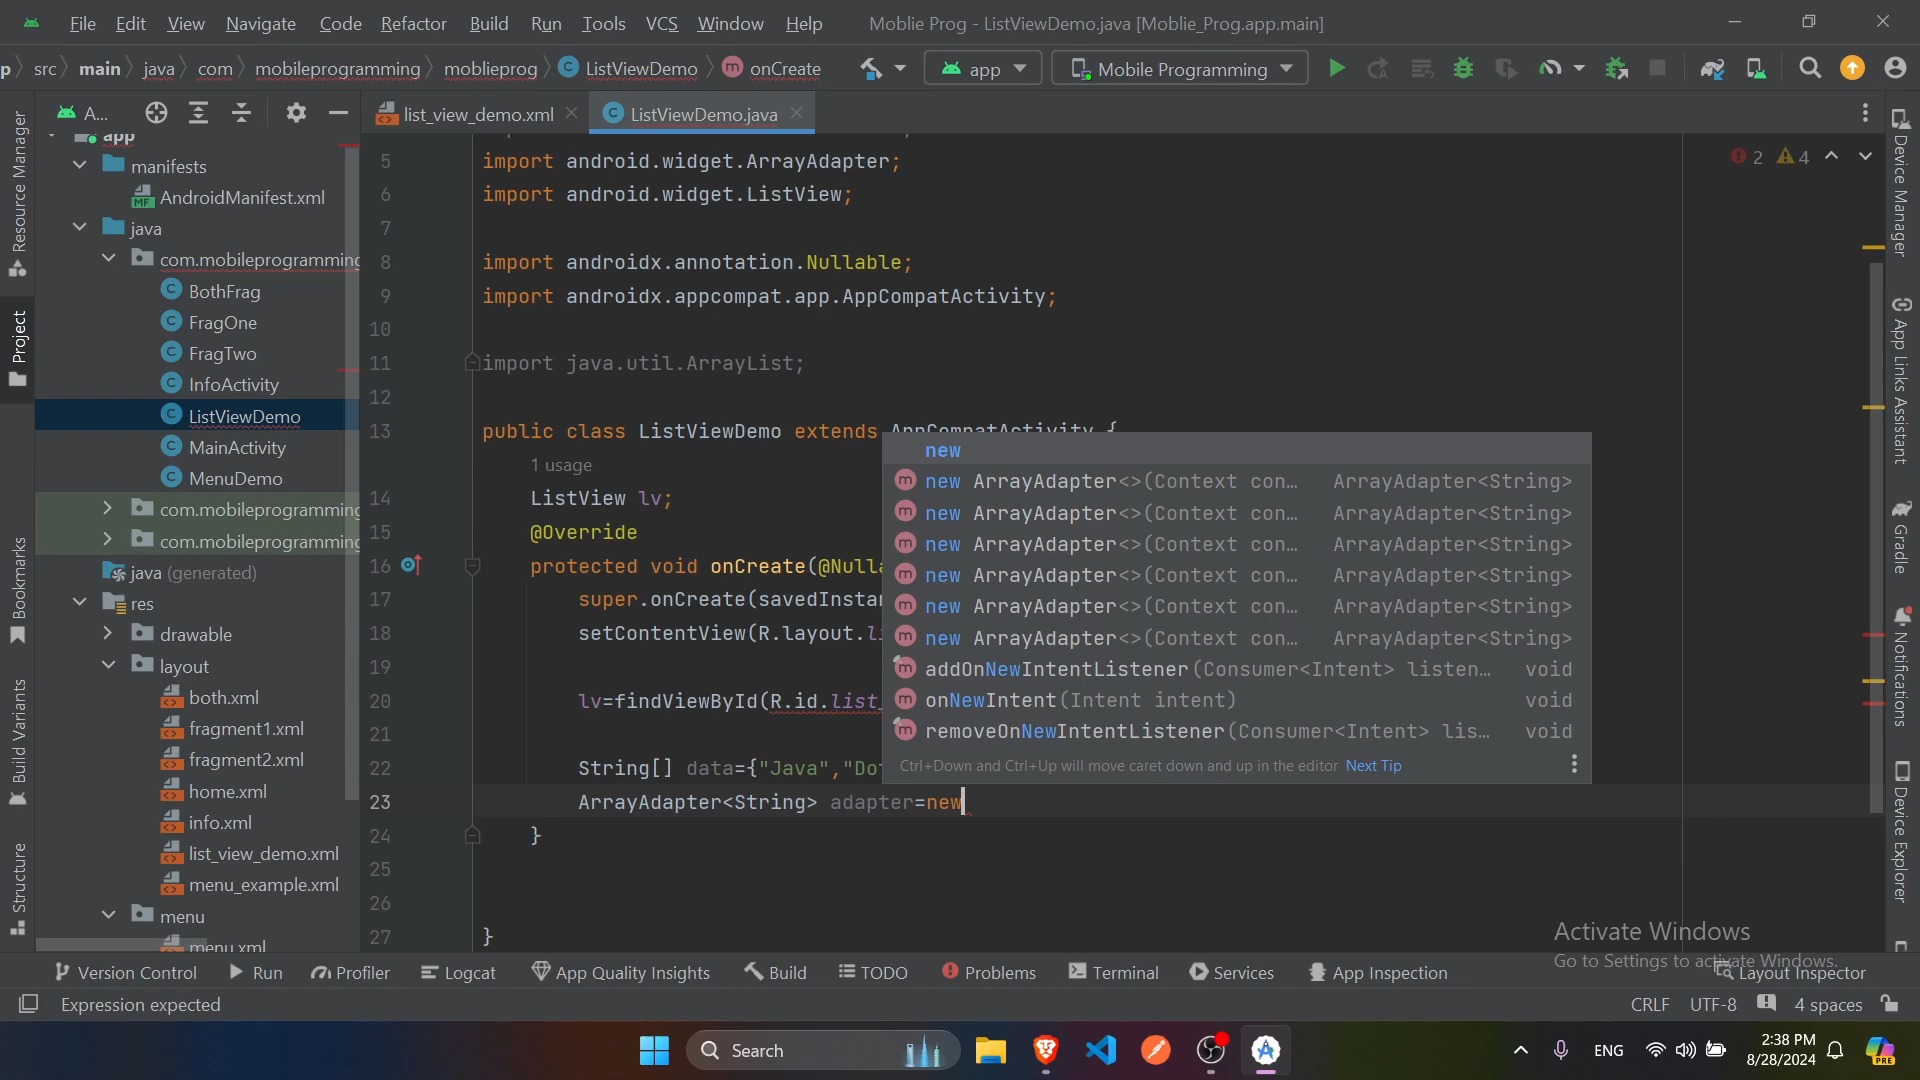 File Edit View Navigate Code Refactor Build Run Tools VCS Window Help Moblie Prog - ListViewDemo.java [Moblie_Prog.app.main]
p src main java com mobileprogramming moblieprog ListViewDemo onCreate app Mobile Programming
A... list_view_demo.xml ListViewDemo.java
Resource Manager
Project
Bookmarks
Build Variants
Structure
app
manifests
AndroidManifest.xml
java
com.mobileprogramming
BothFrag
FragOne
FragTwo
InfoActivity
ListViewDemo
MainActivity
MenuDemo
com.mobileprogramming
com.mobileprogramming
java (generated)
res
drawable
layout
both.xml
fragment1.xml
fragment2.xml
home.xml
info.xml
list_view_demo.xml
menu_example.xml
menu
menu.xml
2 4
5 import android.widget.ArrayAdapter;
6 import android.widget.ListView;
7
8 import androidx.annotation.Nullable;
9 import androidx.appcompat.app.AppCompatActivity;
10
11 import java.util.ArrayList;
12
13 public class ListViewDemo extends AppCompatActivity {
1 usage
14 ListView lv;
15 @Override
16 protected void onCreate(@Nulla
17 super.onCreate(savedInstan
18 setContentView(R.layout.li
19
20 lv=findViewById(R.id.list_
21
22 String[] data={"Java","Dot
23 ArrayAdapter<String> adapter=new
24 }
25
26
27 }
new
new ArrayAdapter<>(Context con... ArrayAdapter<String>
new ArrayAdapter<>(Context con... ArrayAdapter<String>
new ArrayAdapter<>(Context con... ArrayAdapter<String>
new ArrayAdapter<>(Context con... ArrayAdapter<String>
new ArrayAdapter<>(Context con... ArrayAdapter<String>
new ArrayAdapter<>(Context con... ArrayAdapter<String>
addOnNewIntentListener(Consumer<Intent> listen... void
onNewIntent(Intent intent) void
removeOnNewIntentListener(Consumer<Intent> lis... void
Ctrl+Down and Ctrl+Up will move caret down and up in the editor Next Tip
Device Manager
App Links Assistant
Gradle
Notifications
Device Explorer
Activate Windows
Go to Settings to activate Windows.
Version Control Run Profiler Logcat App Quality Insights Build TODO Problems Terminal Services App Inspection Layout Inspector
Expression expected CRLF UTF-8 4 spaces
Search ENG 2:38 PM
8/28/2024
PRE